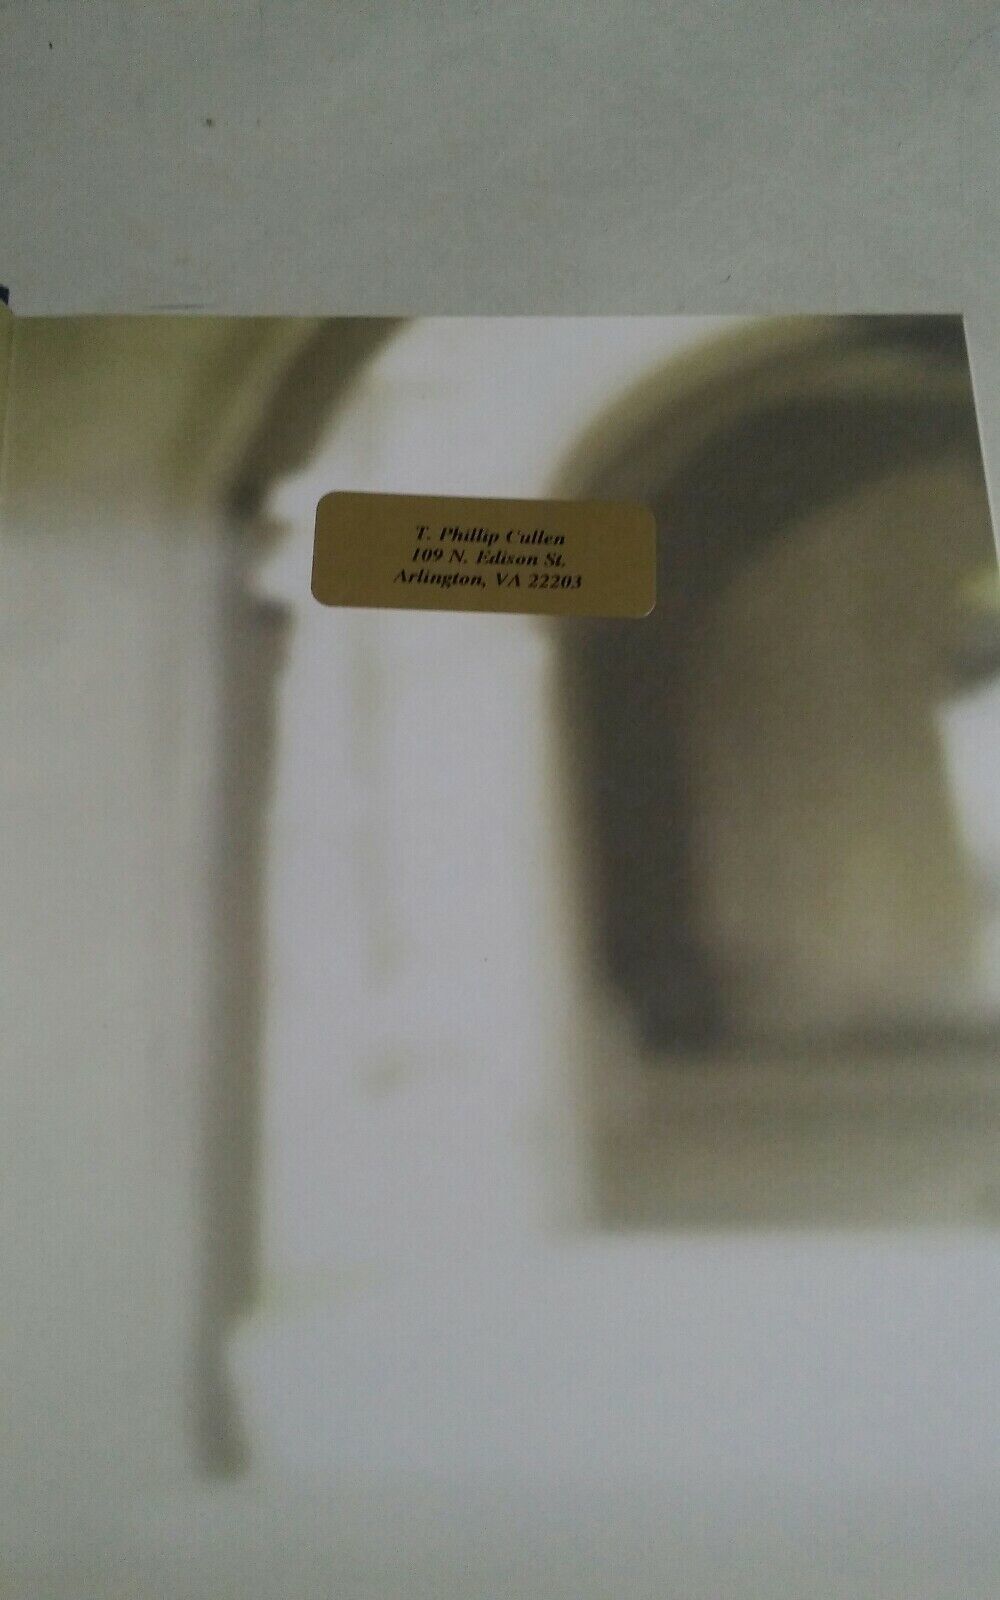 T. Phillip Cullen
109 N. Edison St.
Arlington, VA 22203